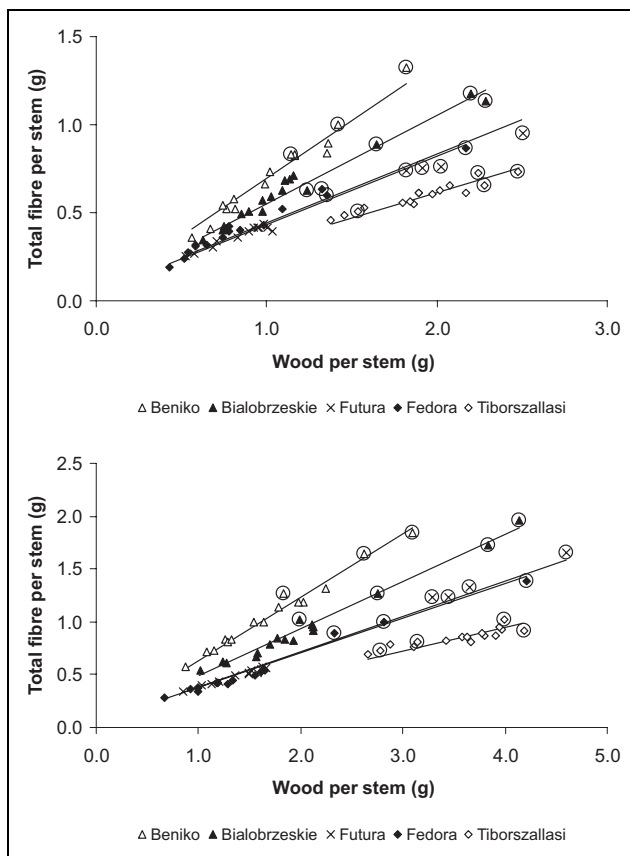 1.5
1.0
0.5
0.0
Total fibre per stem (g)
0.0 1.0 2.0 3.0
Wood per stem (g)
Beniko Bialobrzeskie Futura Fedora Tiborszallasi
2.5
2.0
1.5
1.0
0.5
0.0
Total fibre per stem (g)
0.0 1.0 2.0 3.0 4.0 5.0
Wood per stem (g)
Beniko Bialobrzeskie Futura Fedora Tiborszallasi